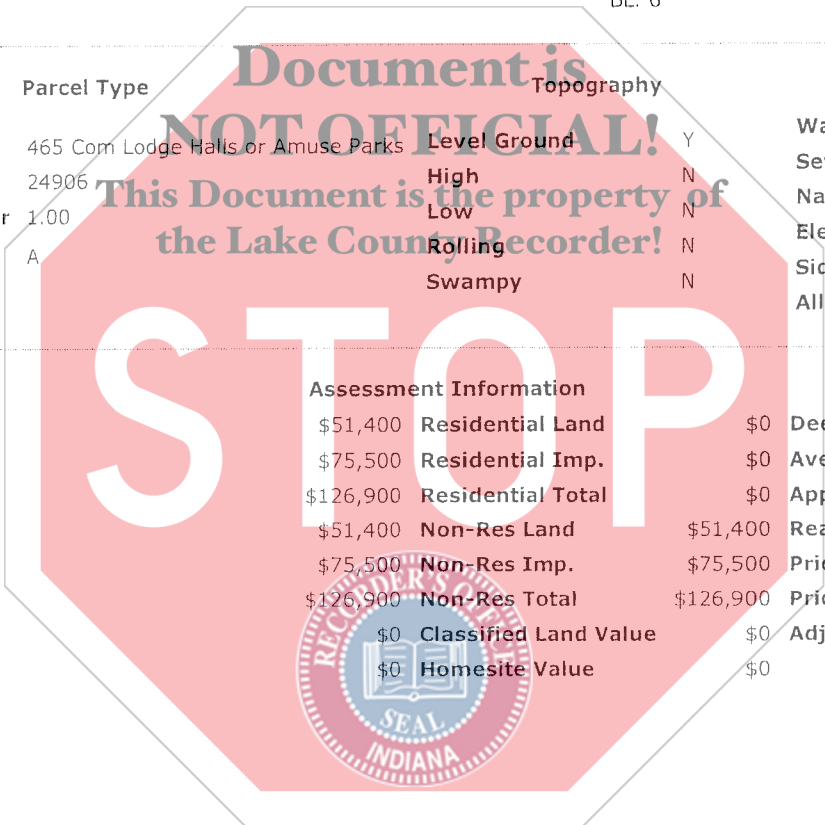 Document is
Parcel Type Topography
NOT OFFICIAL!
465 Com Lodge Halls or Amuse Parks Level Ground Y
24906 High N
This Document is the property of
1.00 Low N
the Lake County Recorder!
A Rolling N
Swampy N
All
STOP
Assessment Information
$51,400 Residential Land $0
$75,500 Residential Imp. $0
$126,900 Residential Total $0
$51,400 Non-Res Land $51,400
$75,500 Non-Res Imp. $75,500
$126,900 Non-Res Total $126,900
$0 Classified Land Value $0
$0 Homesite Value $0
RECORDER'S OFFICE
SEAL
INDIANA